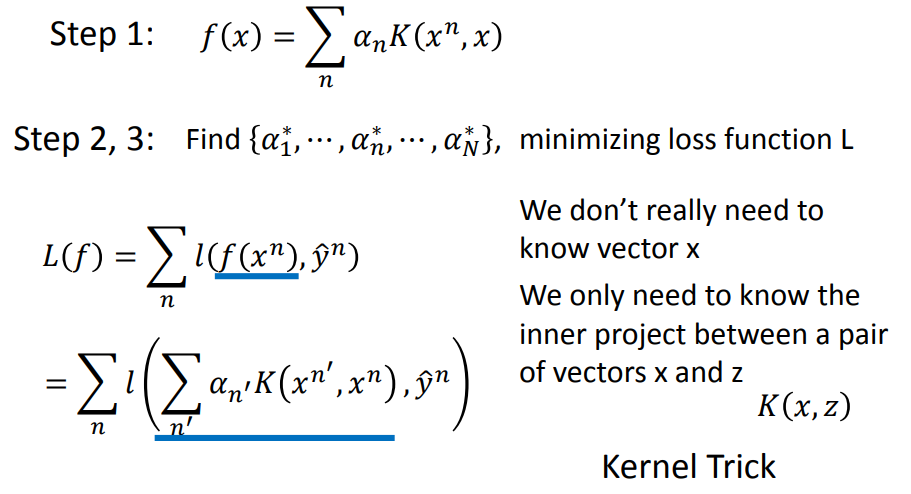 Step 1: f(x) = ∑_n α_n K(x^n, x)
Step 2, 3: Find {α_1^*, ⋯, α_n^*, ⋯, α_N^*}, minimizing loss function L
L(f) = ∑_n l(f(x^n), ŷ^n)
= ∑_n l(∑_{n'} α_{n'} K(x^{n'}, x^n), ŷ^n)
We don’t really need to
know vector x
We only need to know the
inner project between a pair
of vectors x and z
K(x, z)
Kernel Trick